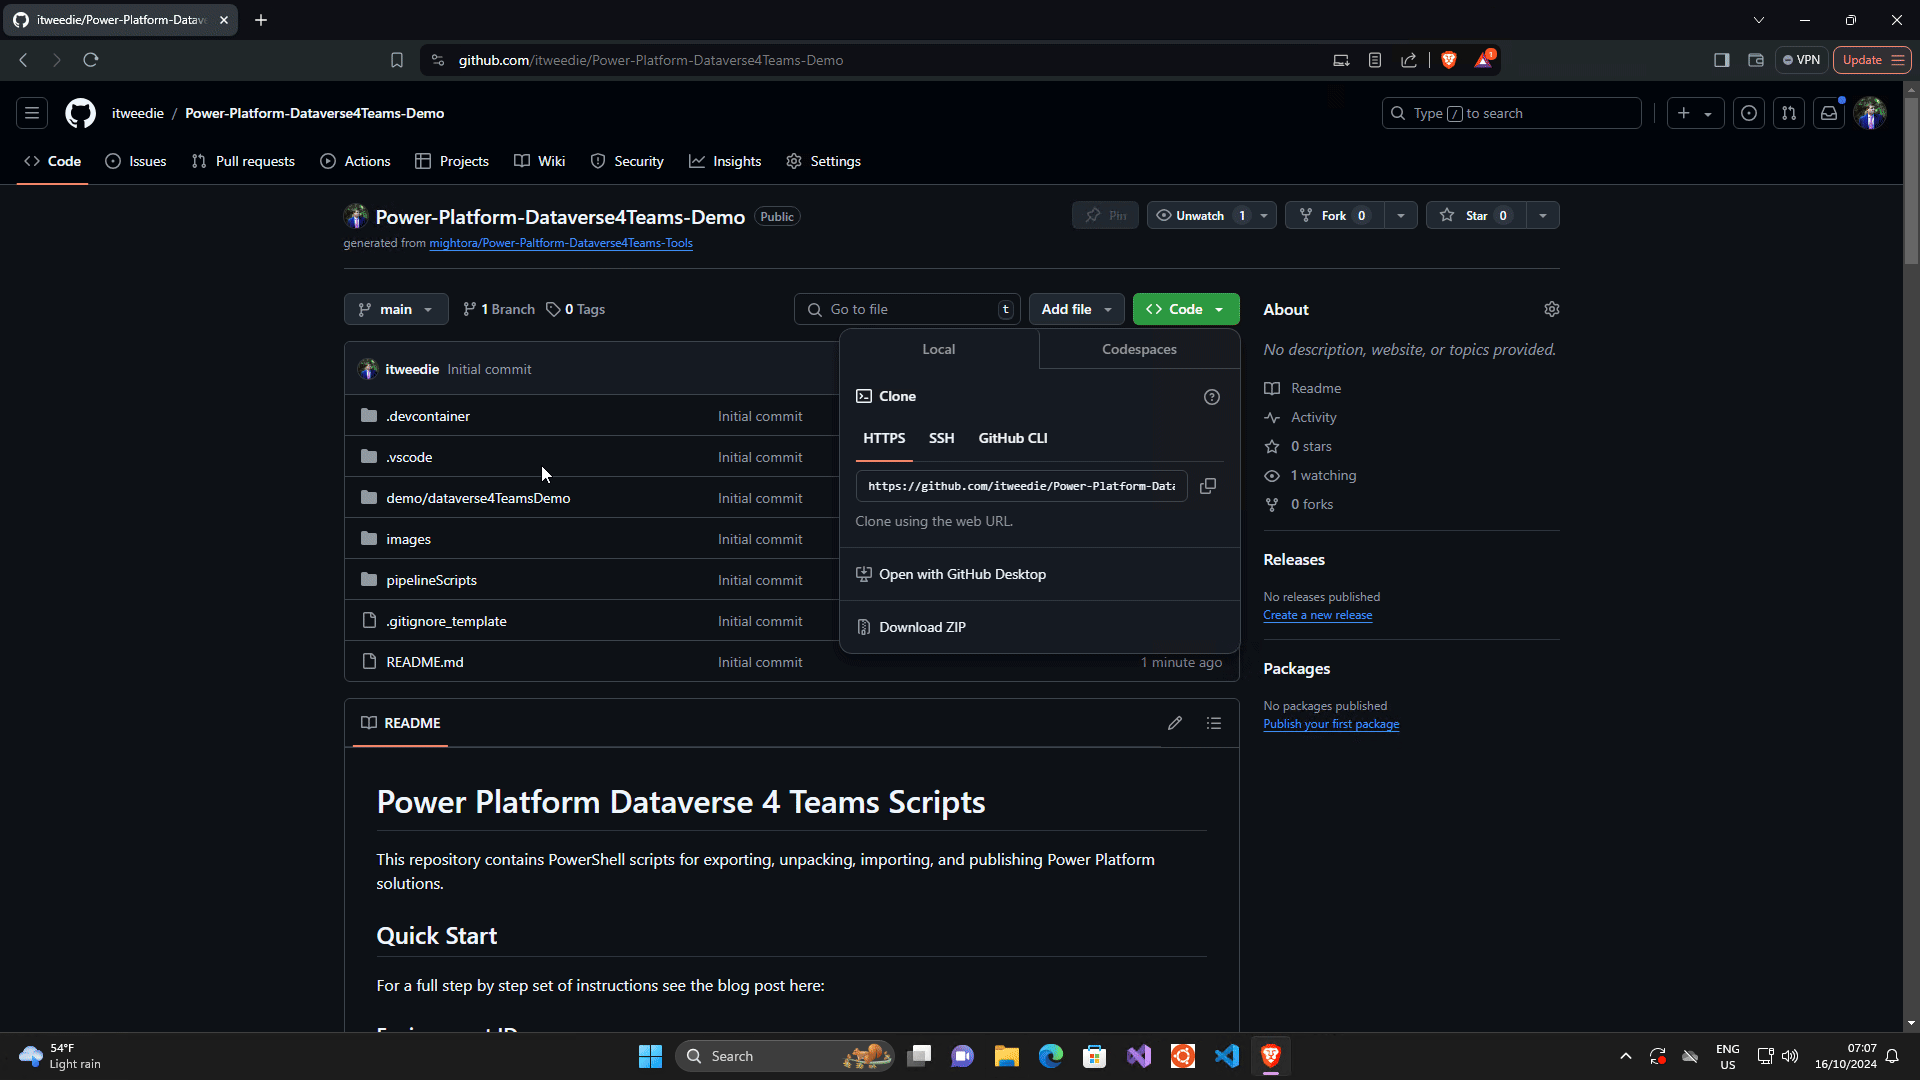 itweedie/Power-Platform-Datav
github.com/itweedie/Power-Platform-Dataverse4Teams-Demo
1
VPN
Update
itweedie / Power-Platform-Dataverse4Teams-Demo
Type / to search
Code
Issues
Pull requests
Actions
Projects
Wiki
Security
Insights
Settings
Power-Platform-Dataverse4Teams-Demo
Public
Pin
Unwatch 1
Fork 0
Star 0
generated from mightora/Power-Paltform-Dataverse4Teams-Tools
main
1 Branch
0 Tags
Go to file
t
Add file
Code
About
No description, website, or topics provided.
Readme
Activity
0 stars
1 watching
0 forks
Releases
No releases published
Create a new release
Packages
No packages published
Publish your first package
Local
Codespaces
Clone
HTTPS
SSH
GitHub CLI
https://github.com/itweedie/Power-Platform-Data
Clone using the web URL.
Open with GitHub Desktop
Download ZIP
itweedie Initial commit
.devcontainer Initial commit
.vscode Initial commit
demo/dataverse4TeamsDemo Initial commit
images Initial commit
pipelineScripts Initial commit
.gitignore_template Initial commit
README.md Initial commit 1 minute ago
README
Power Platform Dataverse 4 Teams Scripts
This repository contains PowerShell scripts for exporting, unpacking, importing, and publishing Power Platform
solutions.
Quick Start
For a full step by step set of instructions see the blog post here:
54°F
Light rain
Search
ENG
US
07:07
16/10/2024